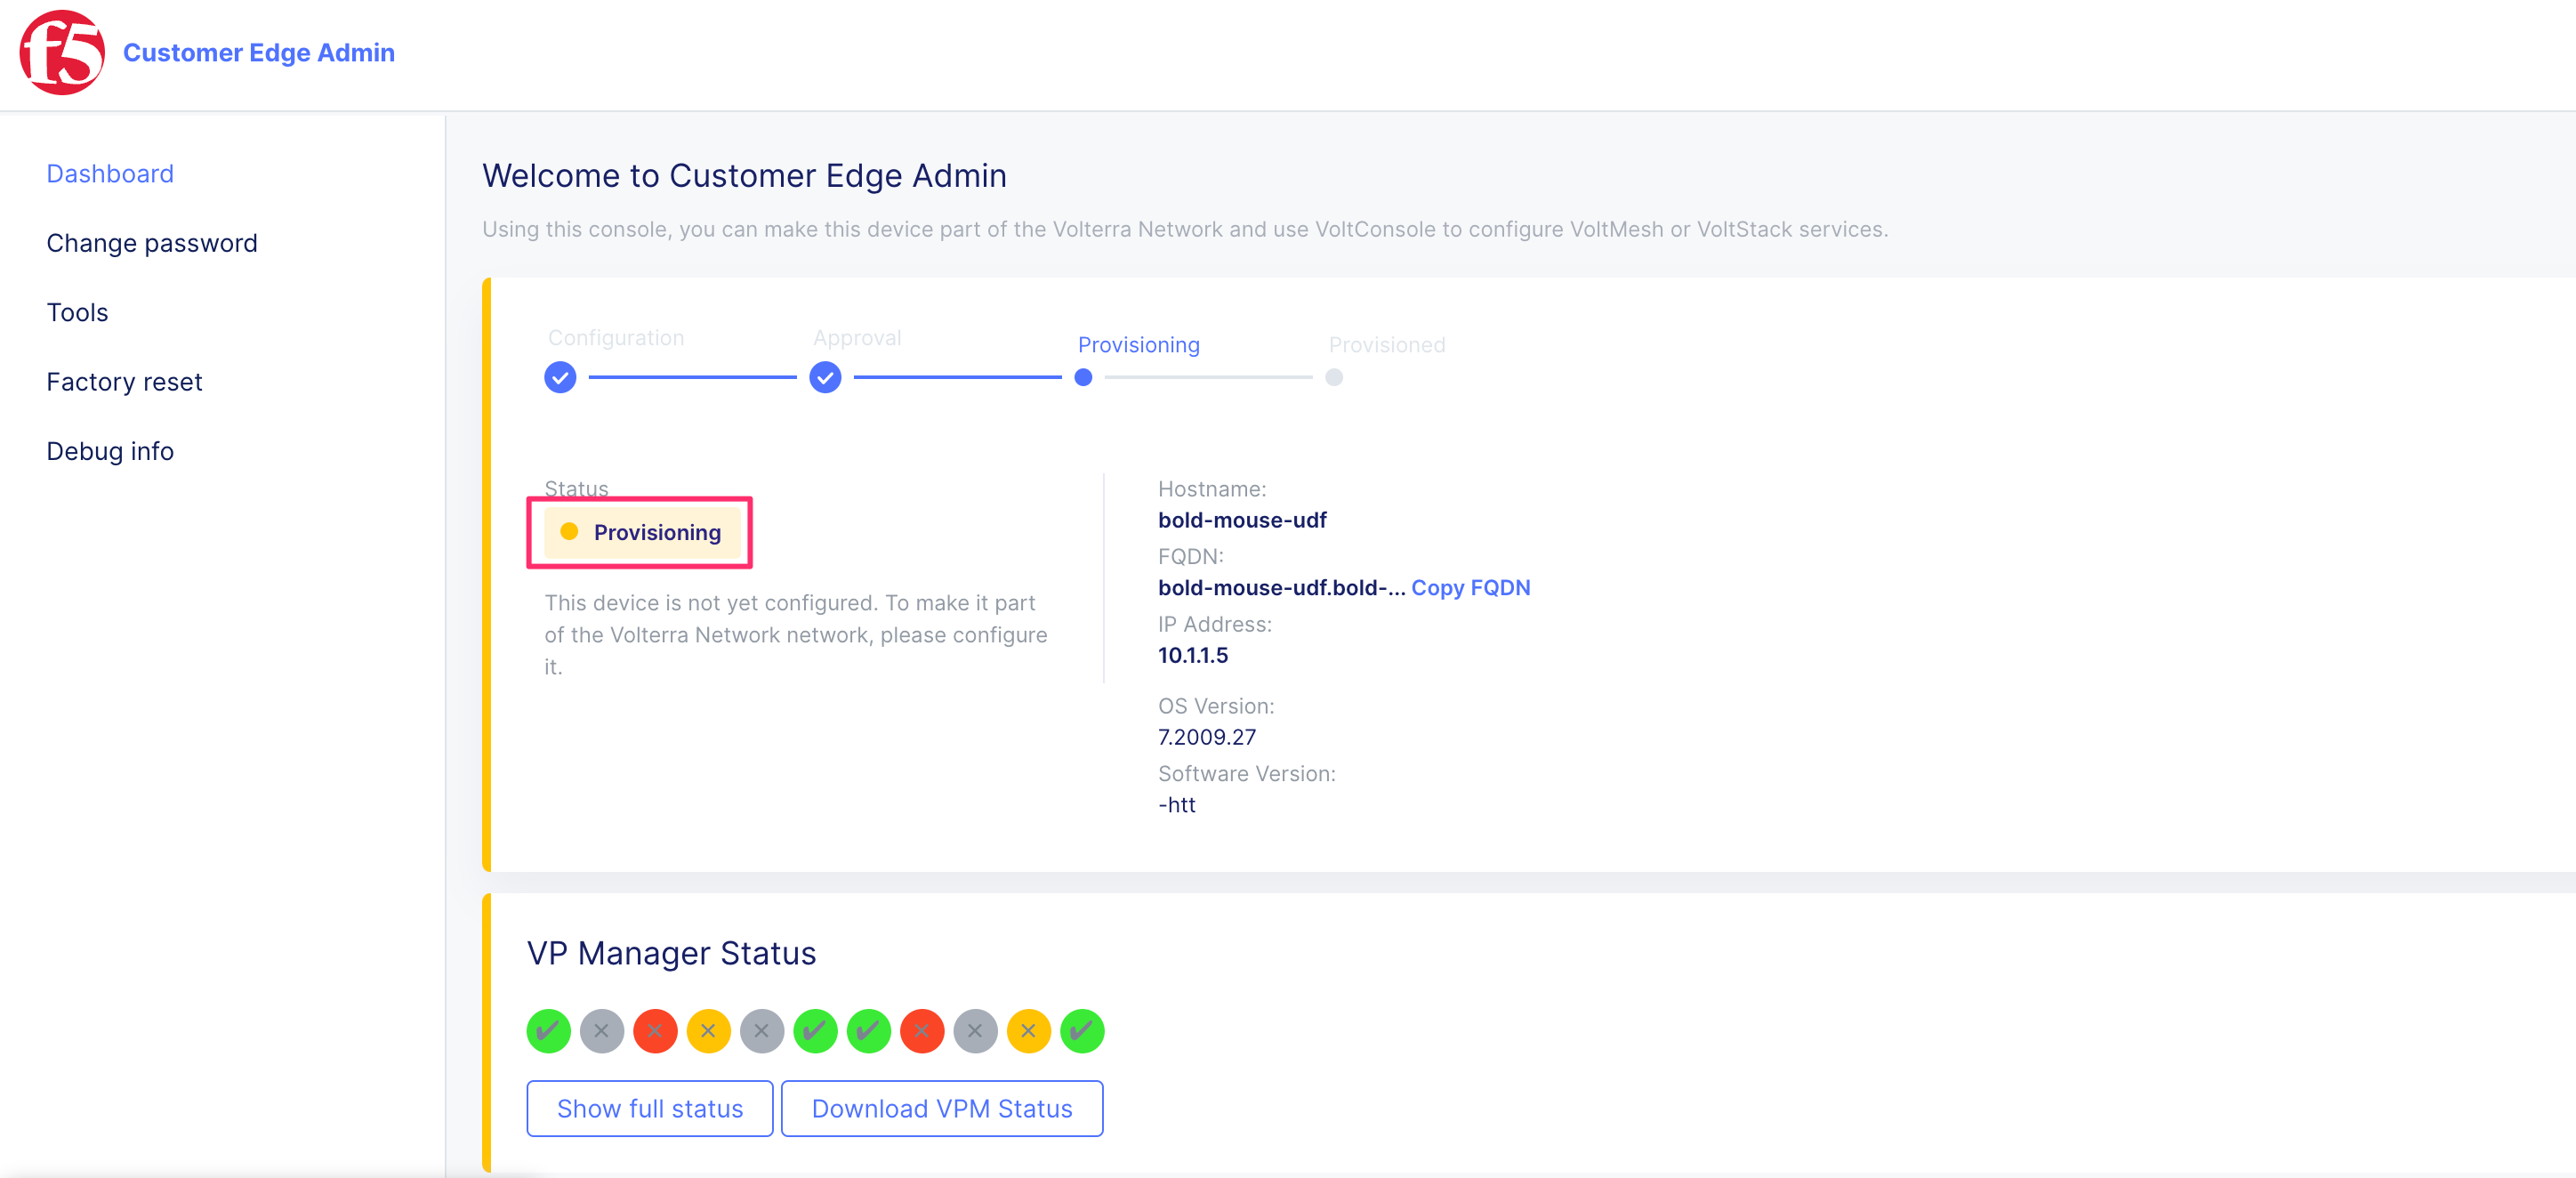 f5 Customer Edge Admin
Dashboard
Change password
Tools
Factory reset
Debug info
Welcome to Customer Edge Admin
Using this console, you can make this device part of the Volterra Network and use VoltConsole to configure VoltMesh or VoltStack services.
Configuration
Approval
Provisioning
Provisioned
Status
Provisioning
This device is not yet configured. To make it part
of the Volterra Network network, please configure
it.
Hostname:
bold-mouse-udf
FQDN:
bold-mouse-udf.bold-... Copy FQDN
IP Address:
10.1.1.5
OS Version:
7.2009.27
Software Version:
-htt
VP Manager Status
Show full status
Download VPM Status